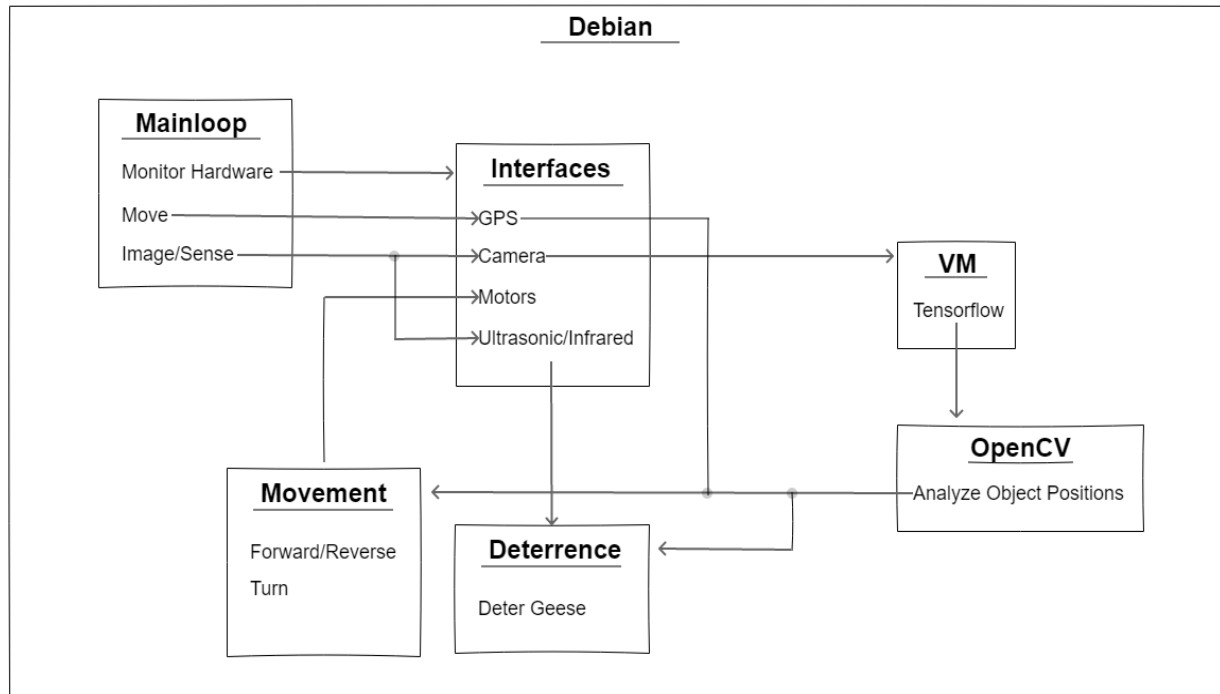 Debian
Mainloop
Monitor Hardware
Move
Image/Sense
Interfaces
GPS
Camera
Motors
Ultrasonic/Infrared
VM
Tensorflow
OpenCV
Analyze Object Positions
Movement
Forward/Reverse
Turn
Deterrence
Deter Geese